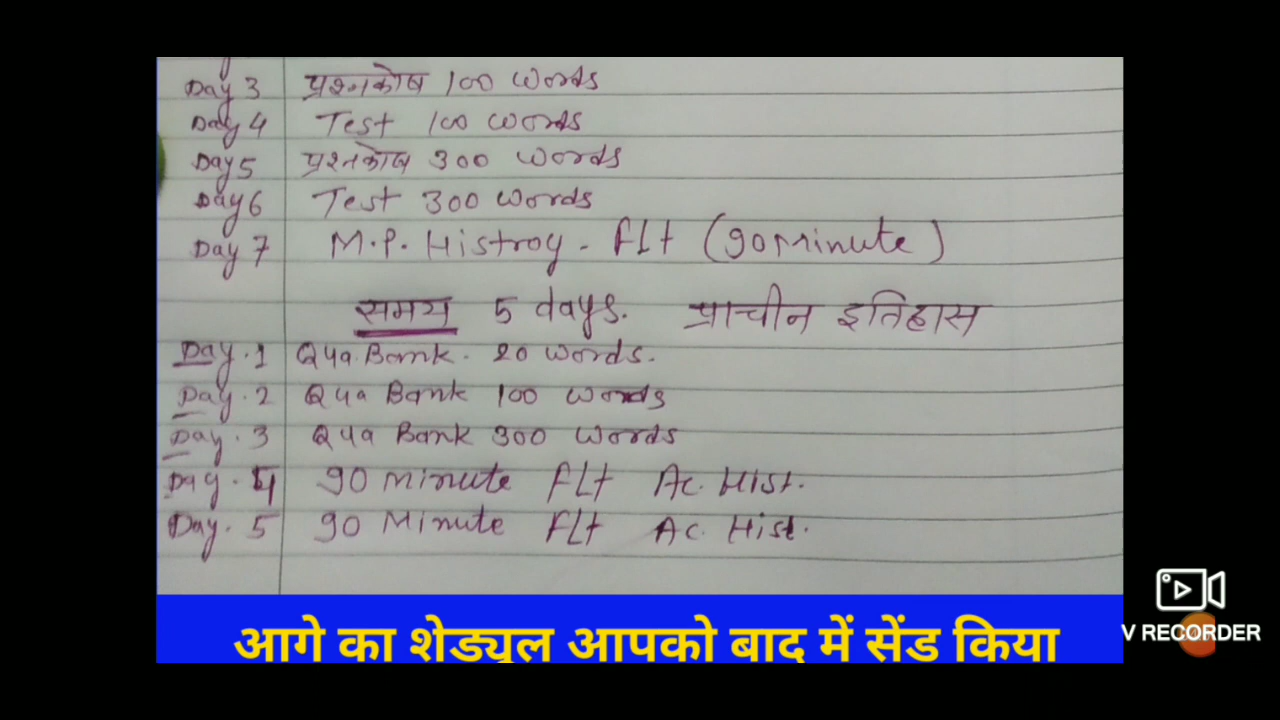 Day 3 प्रश्नकोष 100 words
Day 4 Test 100 words
Day 5 प्रश्नकोष 300 words
Day 6 Test 300 words
Day 7 M.P. Histroy - FLt (90 minute)
समय 5 days. प्राचीन इतिहास
Day.1 Q4a.Bank. 20 words.
Day.2 Q4a Bank 100 words
Day.3 Q4a Bank 300 words
Day.4 90 minute FLt Ac. Hist.
Day.5 90 Minute FLt Ac. Hist.
आगे का शेड्यूल आपको बाद में सेंड किया
V RECORDER